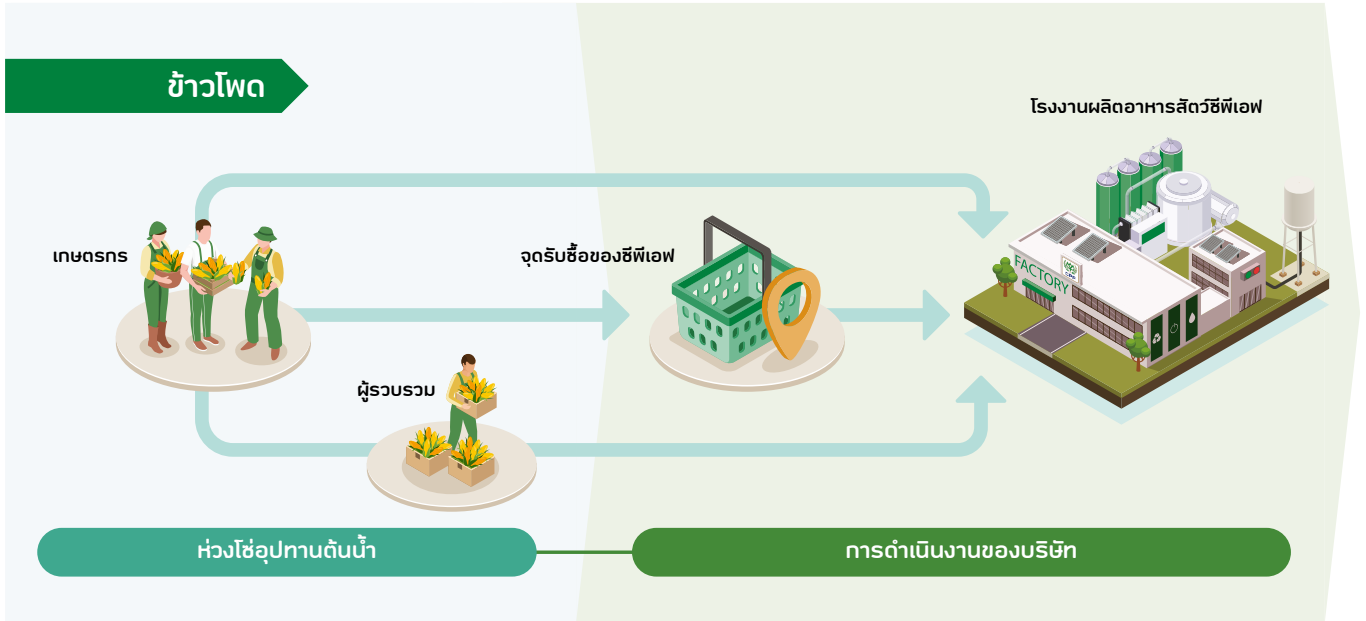 ข้าวโพด
โรงงานผลิตอาหารสัตว์ซีพีเอฟ
เกษตรกร
จุดรับซื้อของซีพีเอฟ
FACTORY
ผู้รวบรวม
ห่วงโซ่อุปทานต้นน้ำ
การดำเนินงานของบริษัท